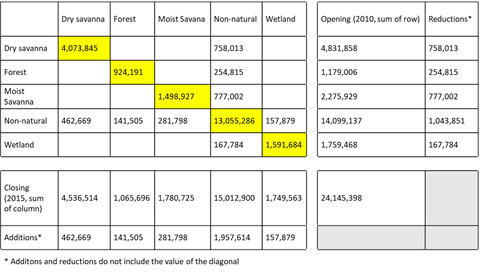 Dry savanna Forest Moist Savana Non-natural Wetland Opening (2010, sum of row) Reductions*
Dry savanna 4,073,845 758,013 4,831,858 758,013
Forest 924,191 254,815 1,179,006 254,815
Moist
Savanna 1,498,927 777,002 2,275,929 777,002
Non-natural 462,669 141,505 281,798 13,055,286 157,879 14,099,137 1,043,851
Wetland 167,784 1,591,684 1,759,468 167,784
Closing
(2015, sum
of column) 4,536,514 1,065,696 1,780,725 15,012,900 1,749,563 24,145,398
Additions* 462,669 141,505 281,798 1,957,614 157,879
* Additons and reductions do not include the value of the diagonal